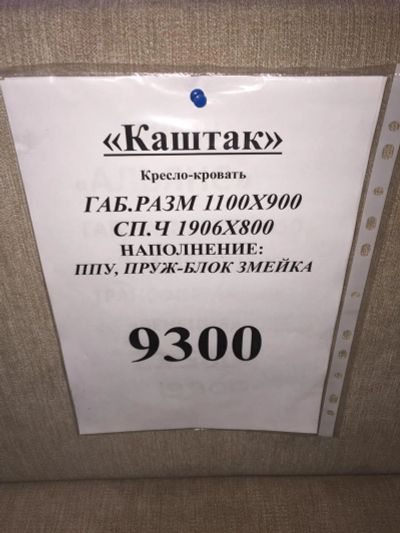 «Каштак»
Кресло-кровать
ГАБ.РАЗМ 1100Х900
СП.Ч 1906Х800
НАПОЛНЕНИЕ:
ППУ, ПРУЖ-БЛОК ЗМЕЙКА
9300